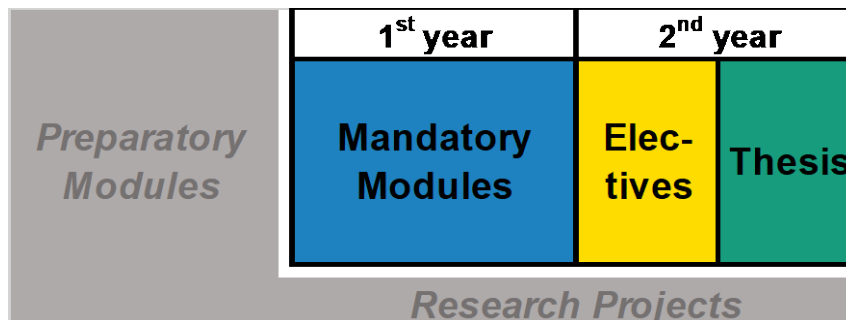 1st year
2nd year
Preparatory
Modules
Mandatory
Modules
Elec-
tives
Thesis
Research Projects